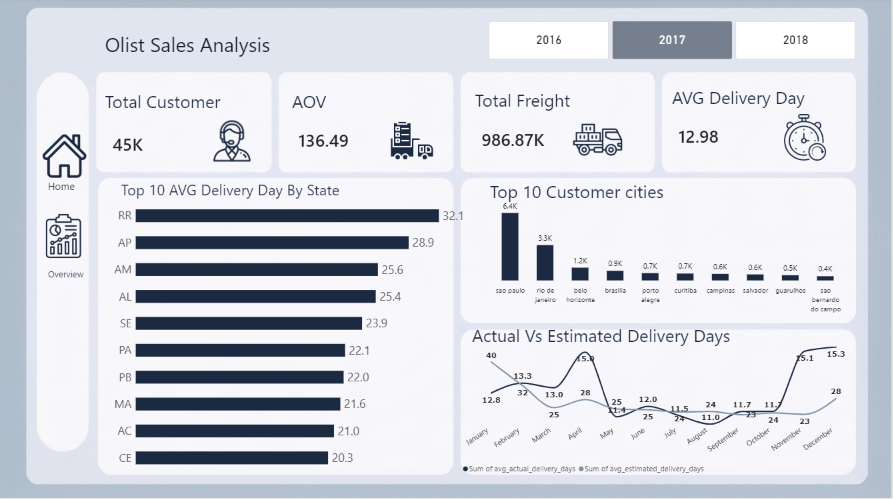 Olist Sales Analysis
2016
2017
2018
Home
Overview
Total Customer
45K
AOV
136.49
Total Freight
986.87K
AVG Delivery Day
12.98
Top 10 AVG Delivery Day By State
RR 32.1
AP 28.9
AM 25.6
AL 25.4
SE 23.9
PA 22.1
PB 22.0
MA 21.6
AC 21.0
CE 20.3
Top 10 Customer cities
6.4K
3.3K
1.2K
0.9K
0.7K
0.7K
0.6K
0.6K
0.5K
0.4K
sao paulo
rio de
janeiro
belo
horizonte
brasilia
porto
alegre
curitiba
campinas
salvador
guarulhos
sao
bernardo
do campo
Actual Vs Estimated Delivery Days
40
12.8
13.3
32
13.0
25
15.0
28
25
11.4
12.0
25
11.5
24
24
11.0
11.7
23
11.7
24
15.1
23
15.3
28
January
February
March
April
May
June
July
August
September
October
November
December
Sum of avg_actual_delivery_days
Sum of avg_estimated_delivery_days